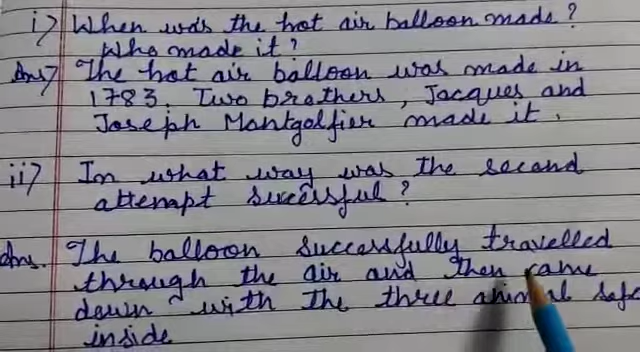 i) When was the hot air balloon made?
Who made it?
Ans) The hot air balloon was made in
1783. Two brothers, Jacques and
Joseph Mantgolfier made it.
ii) In what way was the second
attempt successful?
Ans. The balloon successfully travelled
through the air and then came
down with the three animal safe
inside